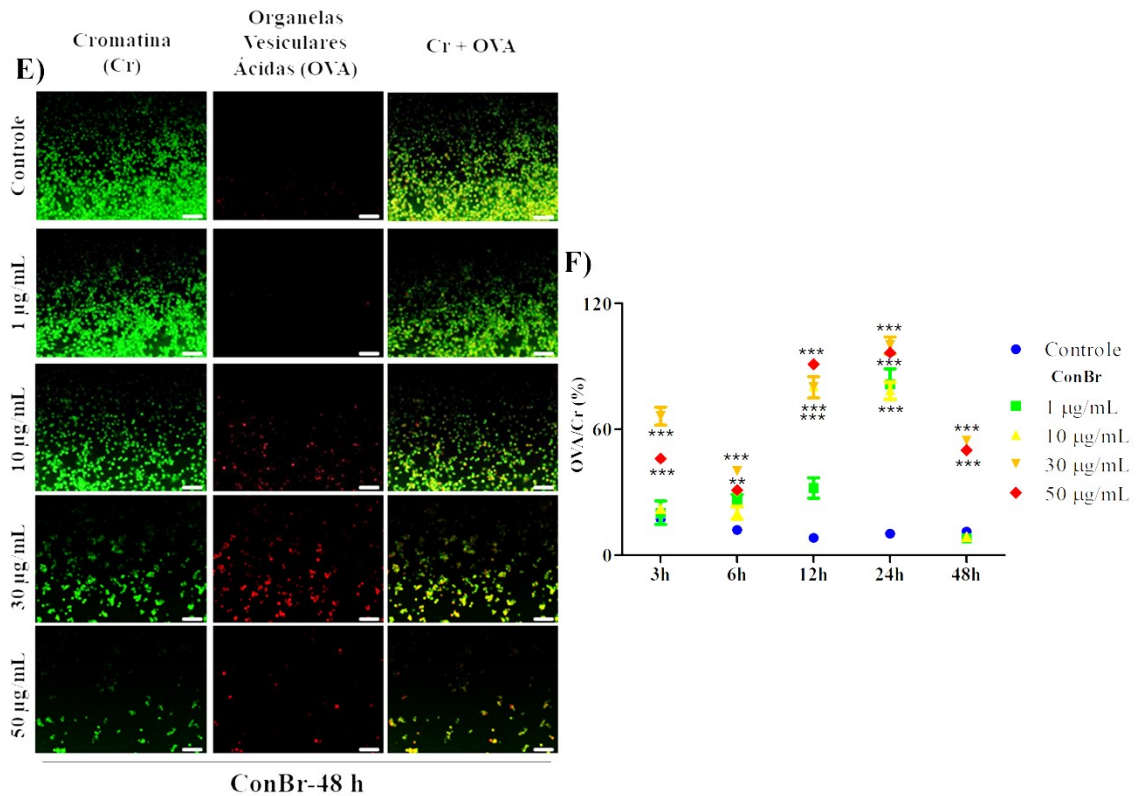 E)
Cromatina
(Cr)
Organelas
Vesiculares
Ácidas (OVA)
Cr + OVA
Controle
1 µg/mL
10 µg/mL
30 µg/mL
50 µg/mL
ConBr-48 h
F)
OVA/Cr (%)
120
60
0
***
***
***
**
***
***
***
***
***
***
***
***
3h
6h
12h
24h
48h
Controle
ConBr
1 µg/mL
10 µg/mL
30 µg/mL
50 µg/mL